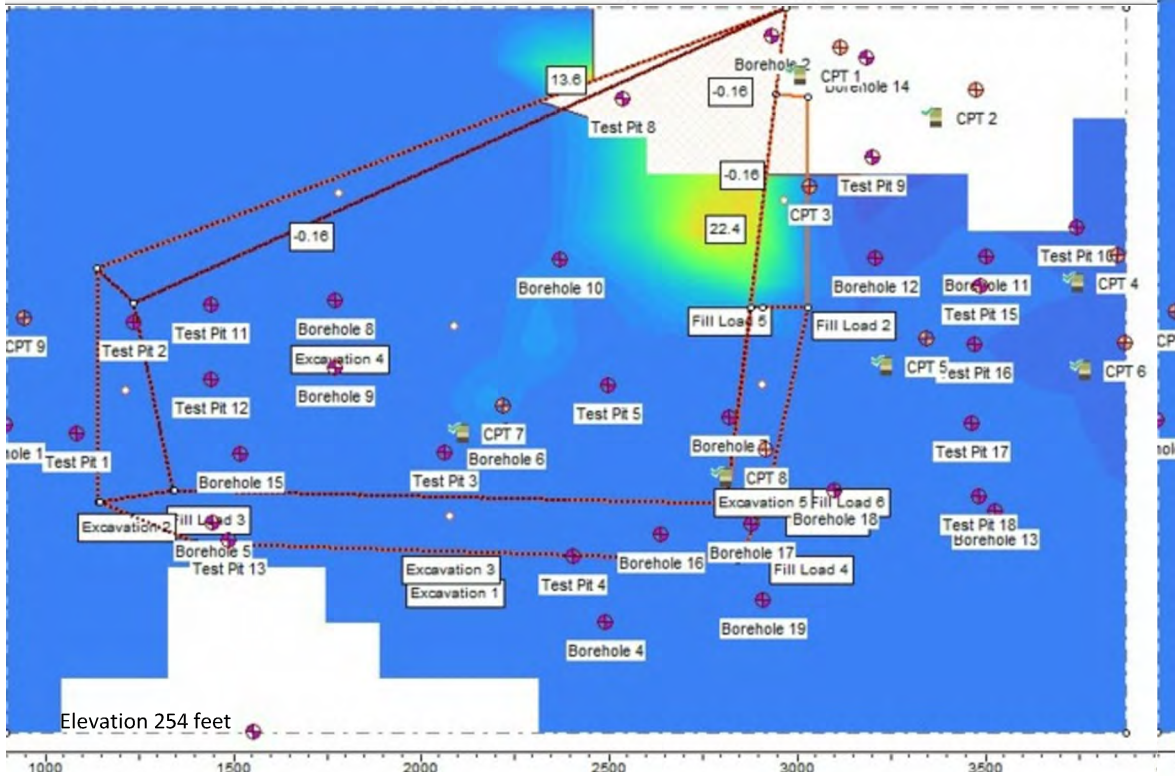 13.6
Borehole 2
CPT 1
Borehole 14
-0.16
CPT 2
Test Pit 8
-0.16
Test Pit 9
CPT 3
22.4
-0.16
Test Pit 10
Borehole 10
Borehole 12
Borehole 11
CPT 4
Test Pit 15
Fill Load 5
Fill Load 2
CPT 9
Test Pit 2
Test Pit 11
Borehole 8
Excavation 4
Borehole 9
CPT 5
Test Pit 16
CPT 6
CP
Test Pit 12
Test Pit 5
CPT 7
Borehole
Borehole 6
Test Pit 17
hole 1
Test Pit 1
Borehole 15
Test Pit 3
CPT 8
Excavation 5
Fill Load 6
Borehole 18
Excavation 2
Fill Load 3
Borehole 5
Test Pit 13
Test Pit 18
Borehole 13
Borehole 17
Borehole 16
Excavation 3
Excavation 1
Test Pit 4
Fill Load 4
Borehole 19
Borehole 4
Elevation 254 feet
1000
1500
2000
2500
3000
3500